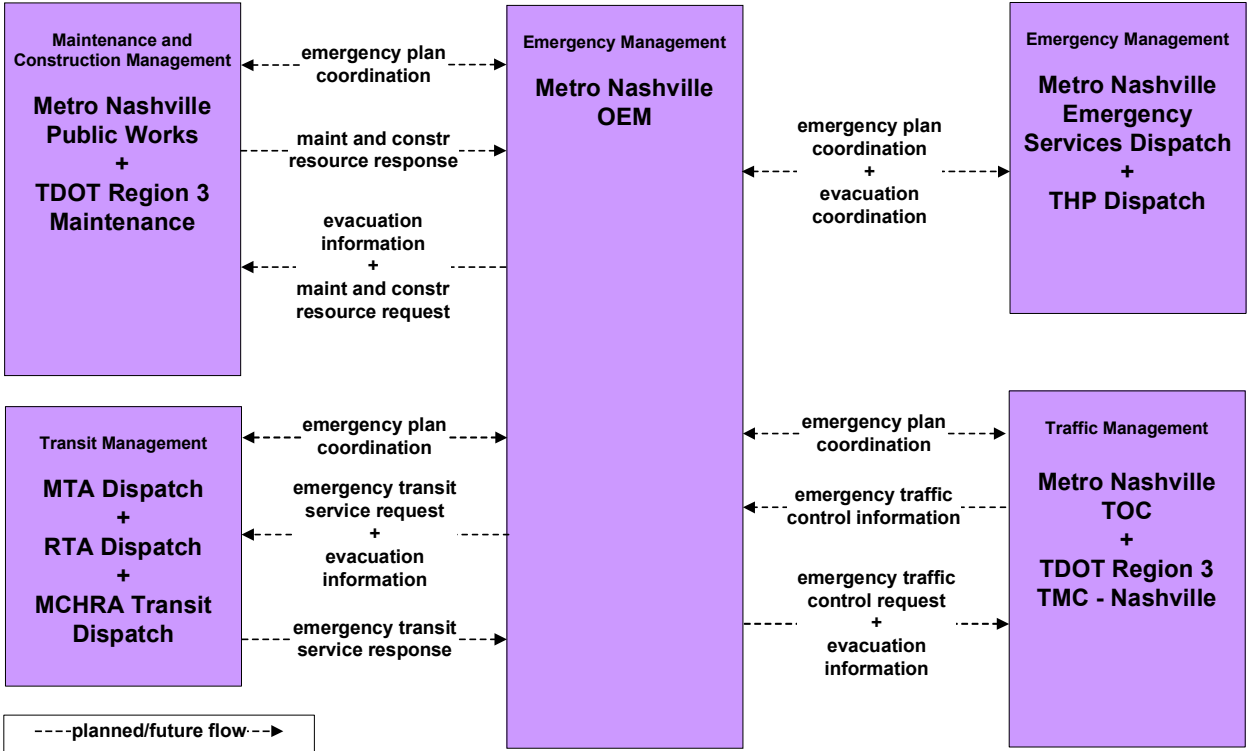 Maintenance and
Construction Management
Metro Nashville
Public Works
+
TDOT Region 3
Maintenance
emergency plan
coordination
maint and constr
resource response
evacuation
information
+
maint and constr
resource request
Emergency Management
Metro Nashville
OEM
emergency plan
coordination
+
evacuation
coordination
Emergency Management
Metro Nashville
Emergency
Services Dispatch
+
THP Dispatch
Transit Management
MTA Dispatch
+
RTA Dispatch
+
MCHRA Transit
Dispatch
emergency plan
coordination
emergency transit
service request
+
evacuation
information
emergency transit
service response
emergency plan
coordination
emergency traffic
control information
emergency traffic
control request
+
evacuation
information
Traffic Management
Metro Nashville
TOC
+
TDOT Region 3
TMC - Nashville
planned/future flow